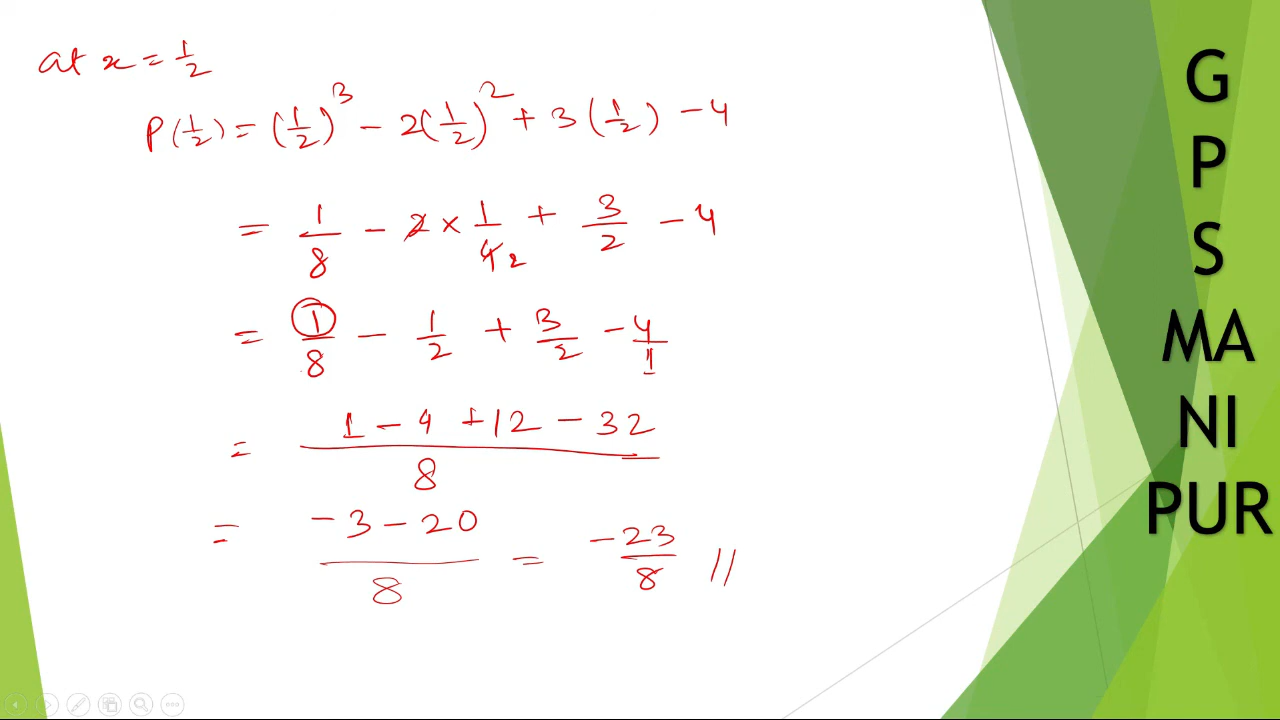 at x = 1/2
P(1/2) = (1/2)^3 - 2(1/2)^2 + 3(1/2) - 4
= 1/8 - 2 × 1/4 2 + 3/2 - 4
= 1/8 - 1/2 + 3/2 - 4/1
= 1 - 4 + 12 - 32 / 8
= -3 - 20 / 8 = -23/8 //
G
P
S
MA
NI
PUR